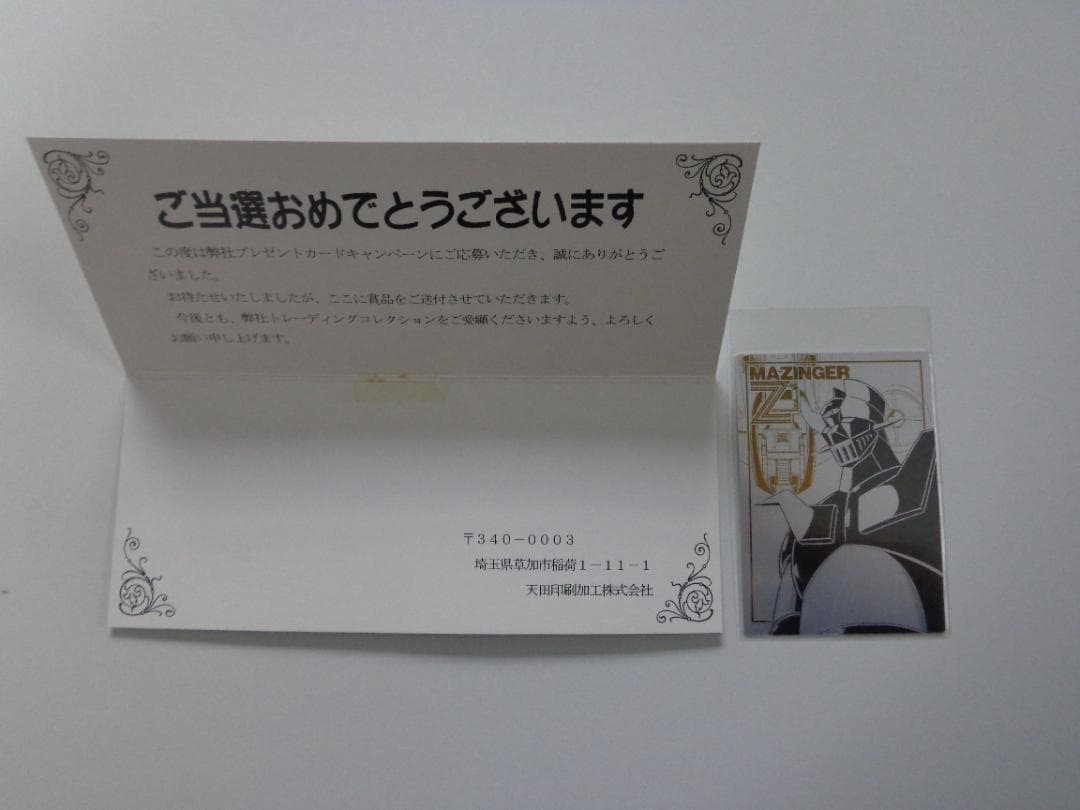 ご当選おめでとうございます
この度は弊社プレゼントカードキャンペーンにご応募いただき、誠にありがとうご
ざいました。
お待たせいたしましたが、ここに賞品をご送付させていただきます。
今後とも、弊社トレーディングコレクションをご愛顧くださいますよう、よろしく
お願い申し上げます。
〒340-0003
埼玉県草加市稲荷1-11-1
天田印刷加工株式会社
MAZINGER
Z